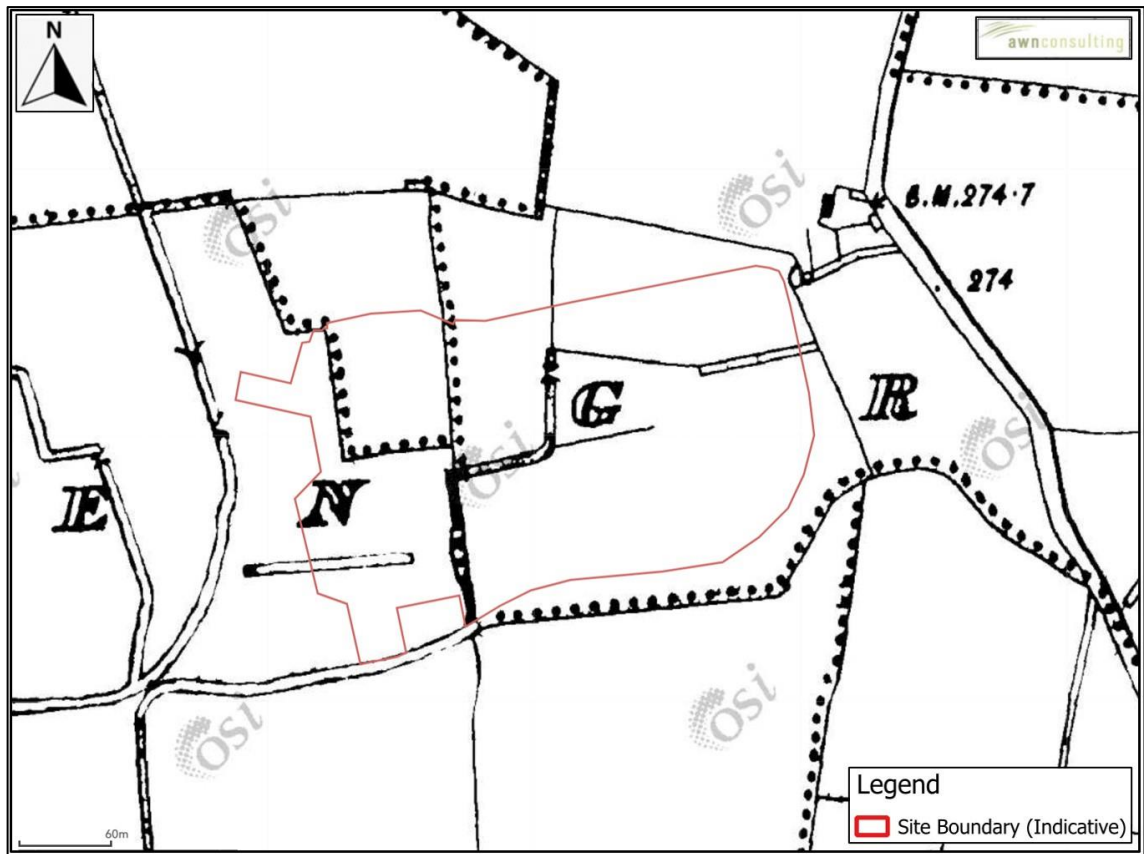 N
awnconsulting
osi
osi
B.M.274·7
274
G
R
osi
osi
E
N
osi
osi
Legend
Site Boundary (Indicative)
60m